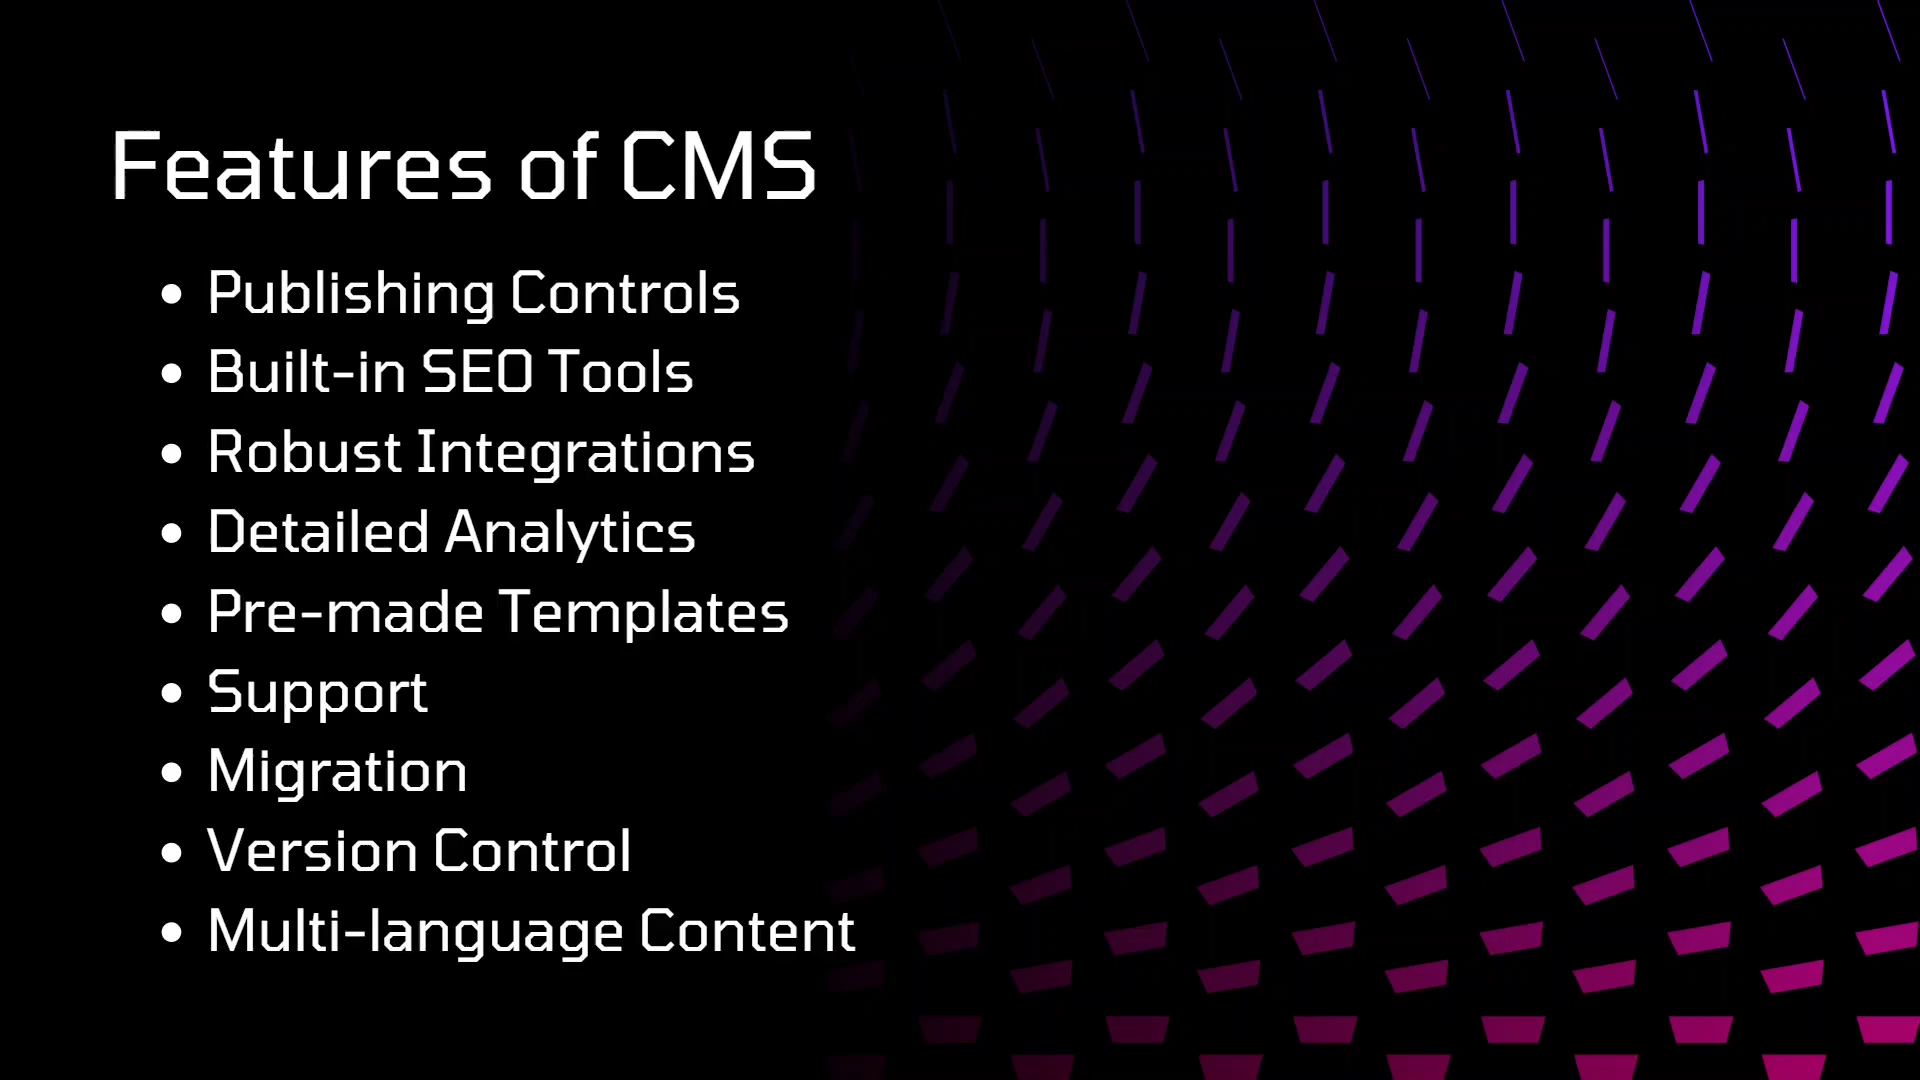 Features of CMS
• Publishing Controls
• Built-in SEO Tools
• Robust Integrations
• Detailed Analytics
• Pre-made Templates
• Support
• Migration
• Version Control
• Multi-language Content